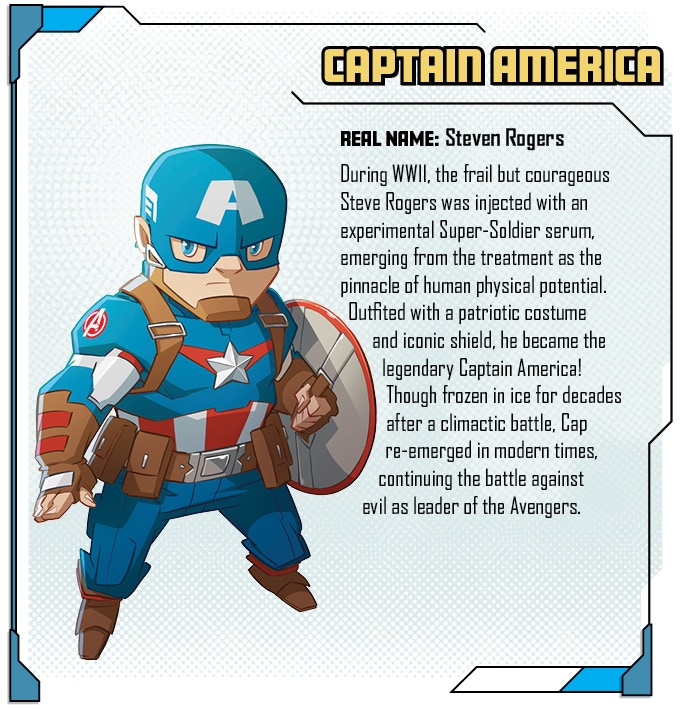 CAPTAIN AMERICA
REAL NAME: Steven Rogers
During WWII, the frail but courageous
Steve Rogers was injected with an
experimental Super-Soldier serum,
emerging from the treatment as the
pinnacle of human physical potential.
Outfited with a patriotic costume
and iconic shield, he became the
legendary Captain America!
Though frozen in ice for decades
after a climactic battle, Cap
re-emerged in modern times,
continuing the battle against
evil as leader of the Avengers.
A
A